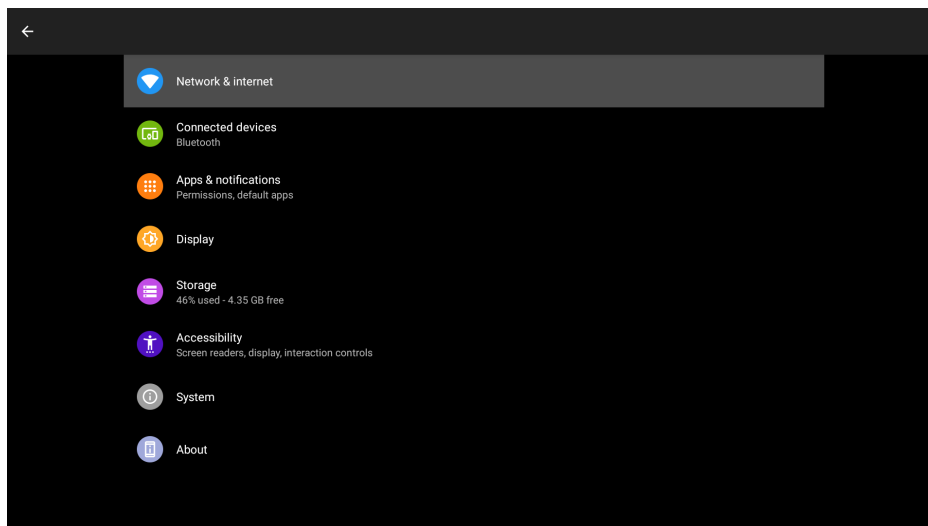 Network & internet
Connected devices
Bluetooth
Apps & notifications
Permissions, default apps
Display
Storage
46% used - 4.35 GB free
Accessibility
Screen readers, display, interaction controls
System
About